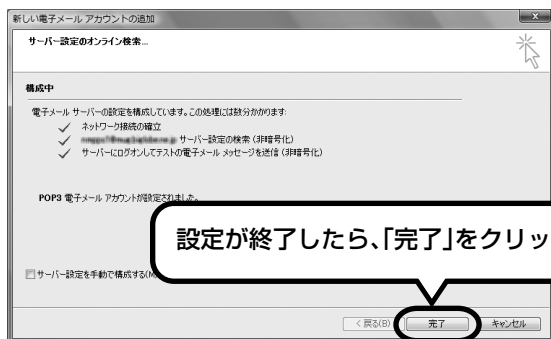 新しい電子メール アカウントの追加
サーバー設定のオンライン検索...
構成中
電子メール サーバーの設定を構成しています。この処理には数分かかります:
ネットワーク接続の確立
サーバー設定の検索 (非暗号化)
サーバーにログオンしてテストの電子メール メッセージを送信 (非暗号化)
POP3 電子メール アカウントが設定されました。
設定が終了したら、「完了」をクリッ
サーバー設定を手動で構成する(M)
< 戻る(B)
完了
キャンセル